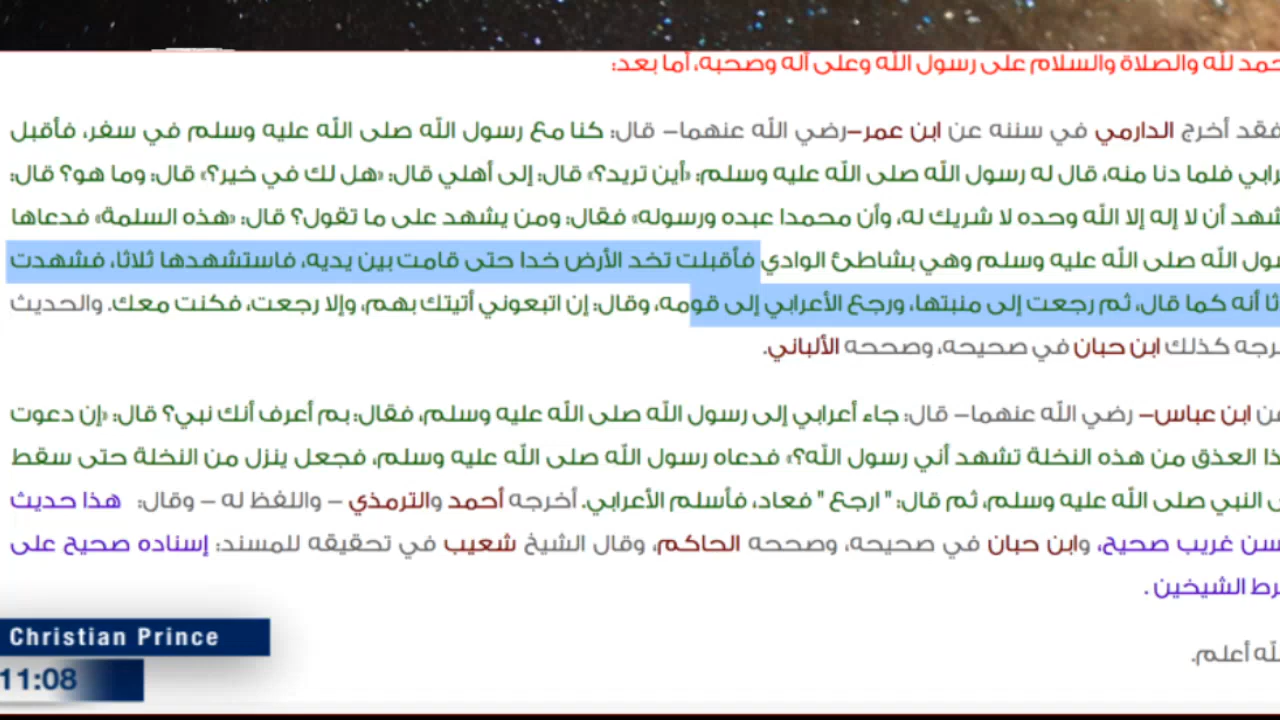 حمد لله والصلاة والسلام على رسول الله وعلى آله وصحبه، أما بعد:
فقد أخرج الدارمي في سننه عن ابن عمر–رضي الله عنهما– قال: كنا مع رسول الله صلى الله عليه وسلم في سفر، فأقبل
رابي فلما دنا منه، قال له رسول الله صلى الله عليه وسلم: «أين تريد؟» قال: إلى أهلي قال: «هل لك في خير؟» قال: وما هو؟ قال:
شهد أن لا إله إلا الله وحده لا شريك له، وأن محمدا عبده ورسوله» فقال: ومن يشهد على ما تقول؟ قال: «هذه السلمة» فدعاها
سول الله صلى الله عليه وسلم وهي بشاطئ الوادي فأقبلت تخد الأرض خدا حتى قامت بين يديه، فاستشهدها ثلاثا، فشهدت
ثا أنه كما قال، ثم رجعت إلى منبتها، ورجع الأعرابي إلى قومه، وقال: إن اتبعوني أتيتك بهم، وإلا رجعت، فكنت معك. والحديث
رجه كذلك ابن حبان في صحيحه، وصححه الألباني.
ن ابن عباس– رضي الله عنهما– قال: جاء أعرابي إلى رسول الله صلى الله عليه وسلم، فقال: بم أعرف أنك نبي؟ قال: «إن دعوت
ذا العذق من هذه النخلة تشهد أني رسول الله؟» فدعاه رسول الله صلى الله عليه وسلم، فجعل ينزل من النخلة حتى سقط
ى النبي صلى الله عليه وسلم، ثم قال: " ارجع " فعاد، فأسلم الأعرابي. أخرجه أحمد والترمذي – واللفظ له – وقال: هذا حديث
سن غريب صحيح، وابن حبان في صحيحه، وصححه الحاكم، وقال الشيخ شعيب في تحقيقه للمسند: إسناده صحيح على
رط الشيخين .
لله أعلم.
Christian Prince
11:08